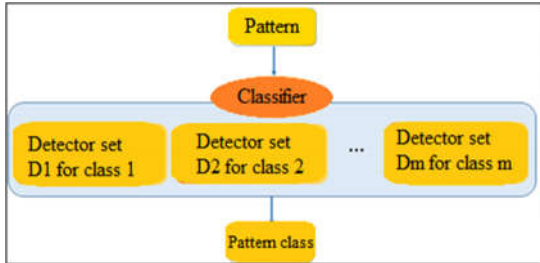 Pattern
Classifier
Detector set
D1 for class 1
Detector set
D2 for class 2
...
Detector set
Dm for class m
Pattern class